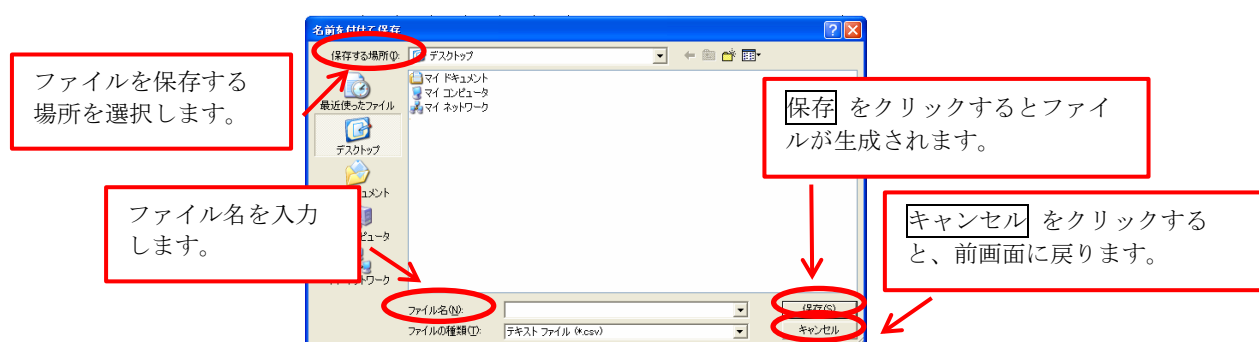 名前を付けて保存
保存する場所(I):
デスクトップ
ファイルを保存する
場所を選択します。
マイ ドキュメント
マイ コンピュータ
マイ ネットワーク
最近使ったファイル
デスクトップ
保存 をクリックするとファイ
ルが生成されます。
ファイル名を入力
します。
キャンセル をクリックする
と、前画面に戻ります。
ファイル名(N):
保存(S)
ファイルの種類(T):
テキスト ファイル (*.csv)
キャンセル